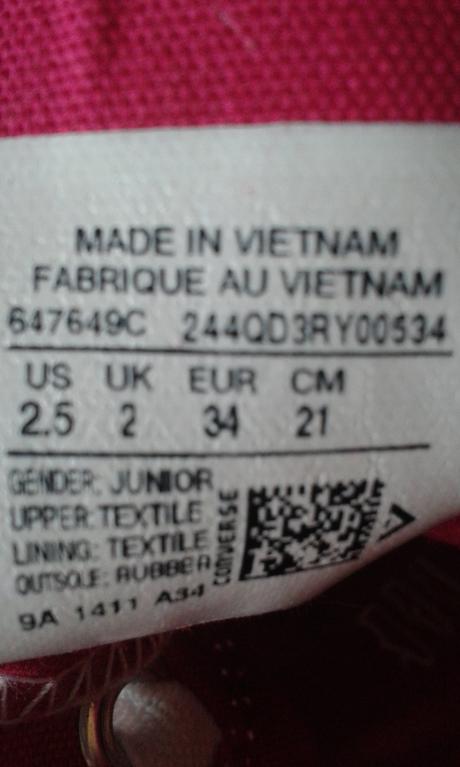 MADE IN VIETNAM
FABRIQUE AU VIETNAM
647649C 244QD3RY00534
US UK EUR CM
2.5 2 34 21
GENDER: JUNIOR
UPPER: TEXTILE
LINING: TEXTILE
OUTSOLE: RUBBER
CONVERSE
9A 1411 A34